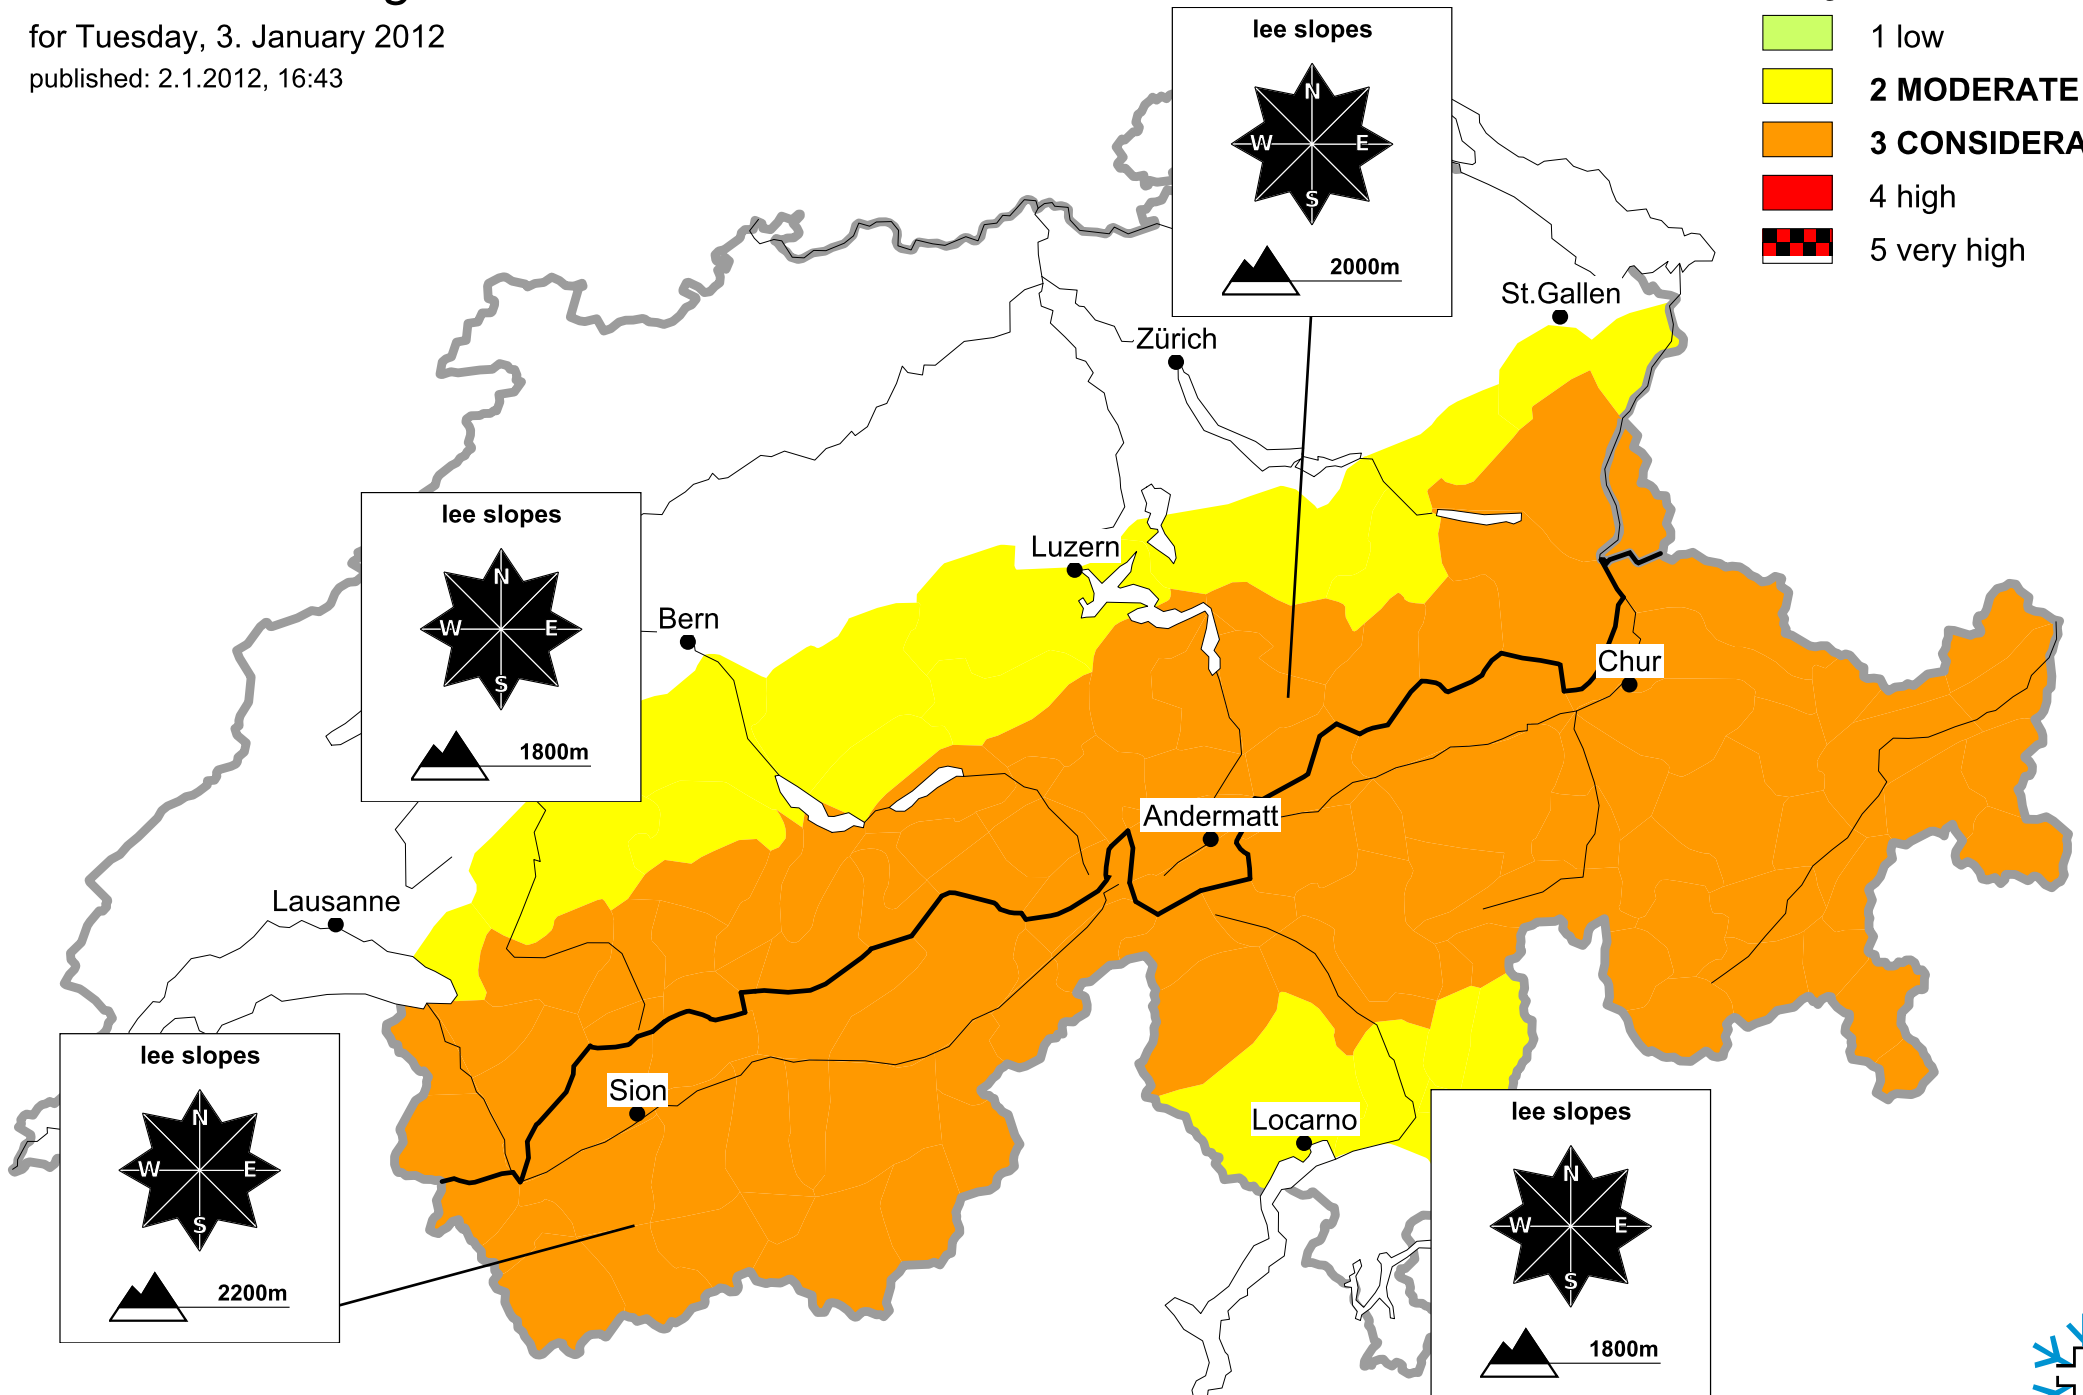 for Tuesday, 3. January 2012
published: 2.1.2012, 16:43
1 low
2 MODERATE
3 CONSIDERA
4 high
5 very high
lee slopes
N
W E
S
2000m
St.Gallen
Zürich
lee slopes
N
W E
S
1800m
Luzern
Bern
Chur
Andermatt
Lausanne
lee slopes
N
W E
S
2200m
Sion
Locarno
lee slopes
N
W E
S
1800m